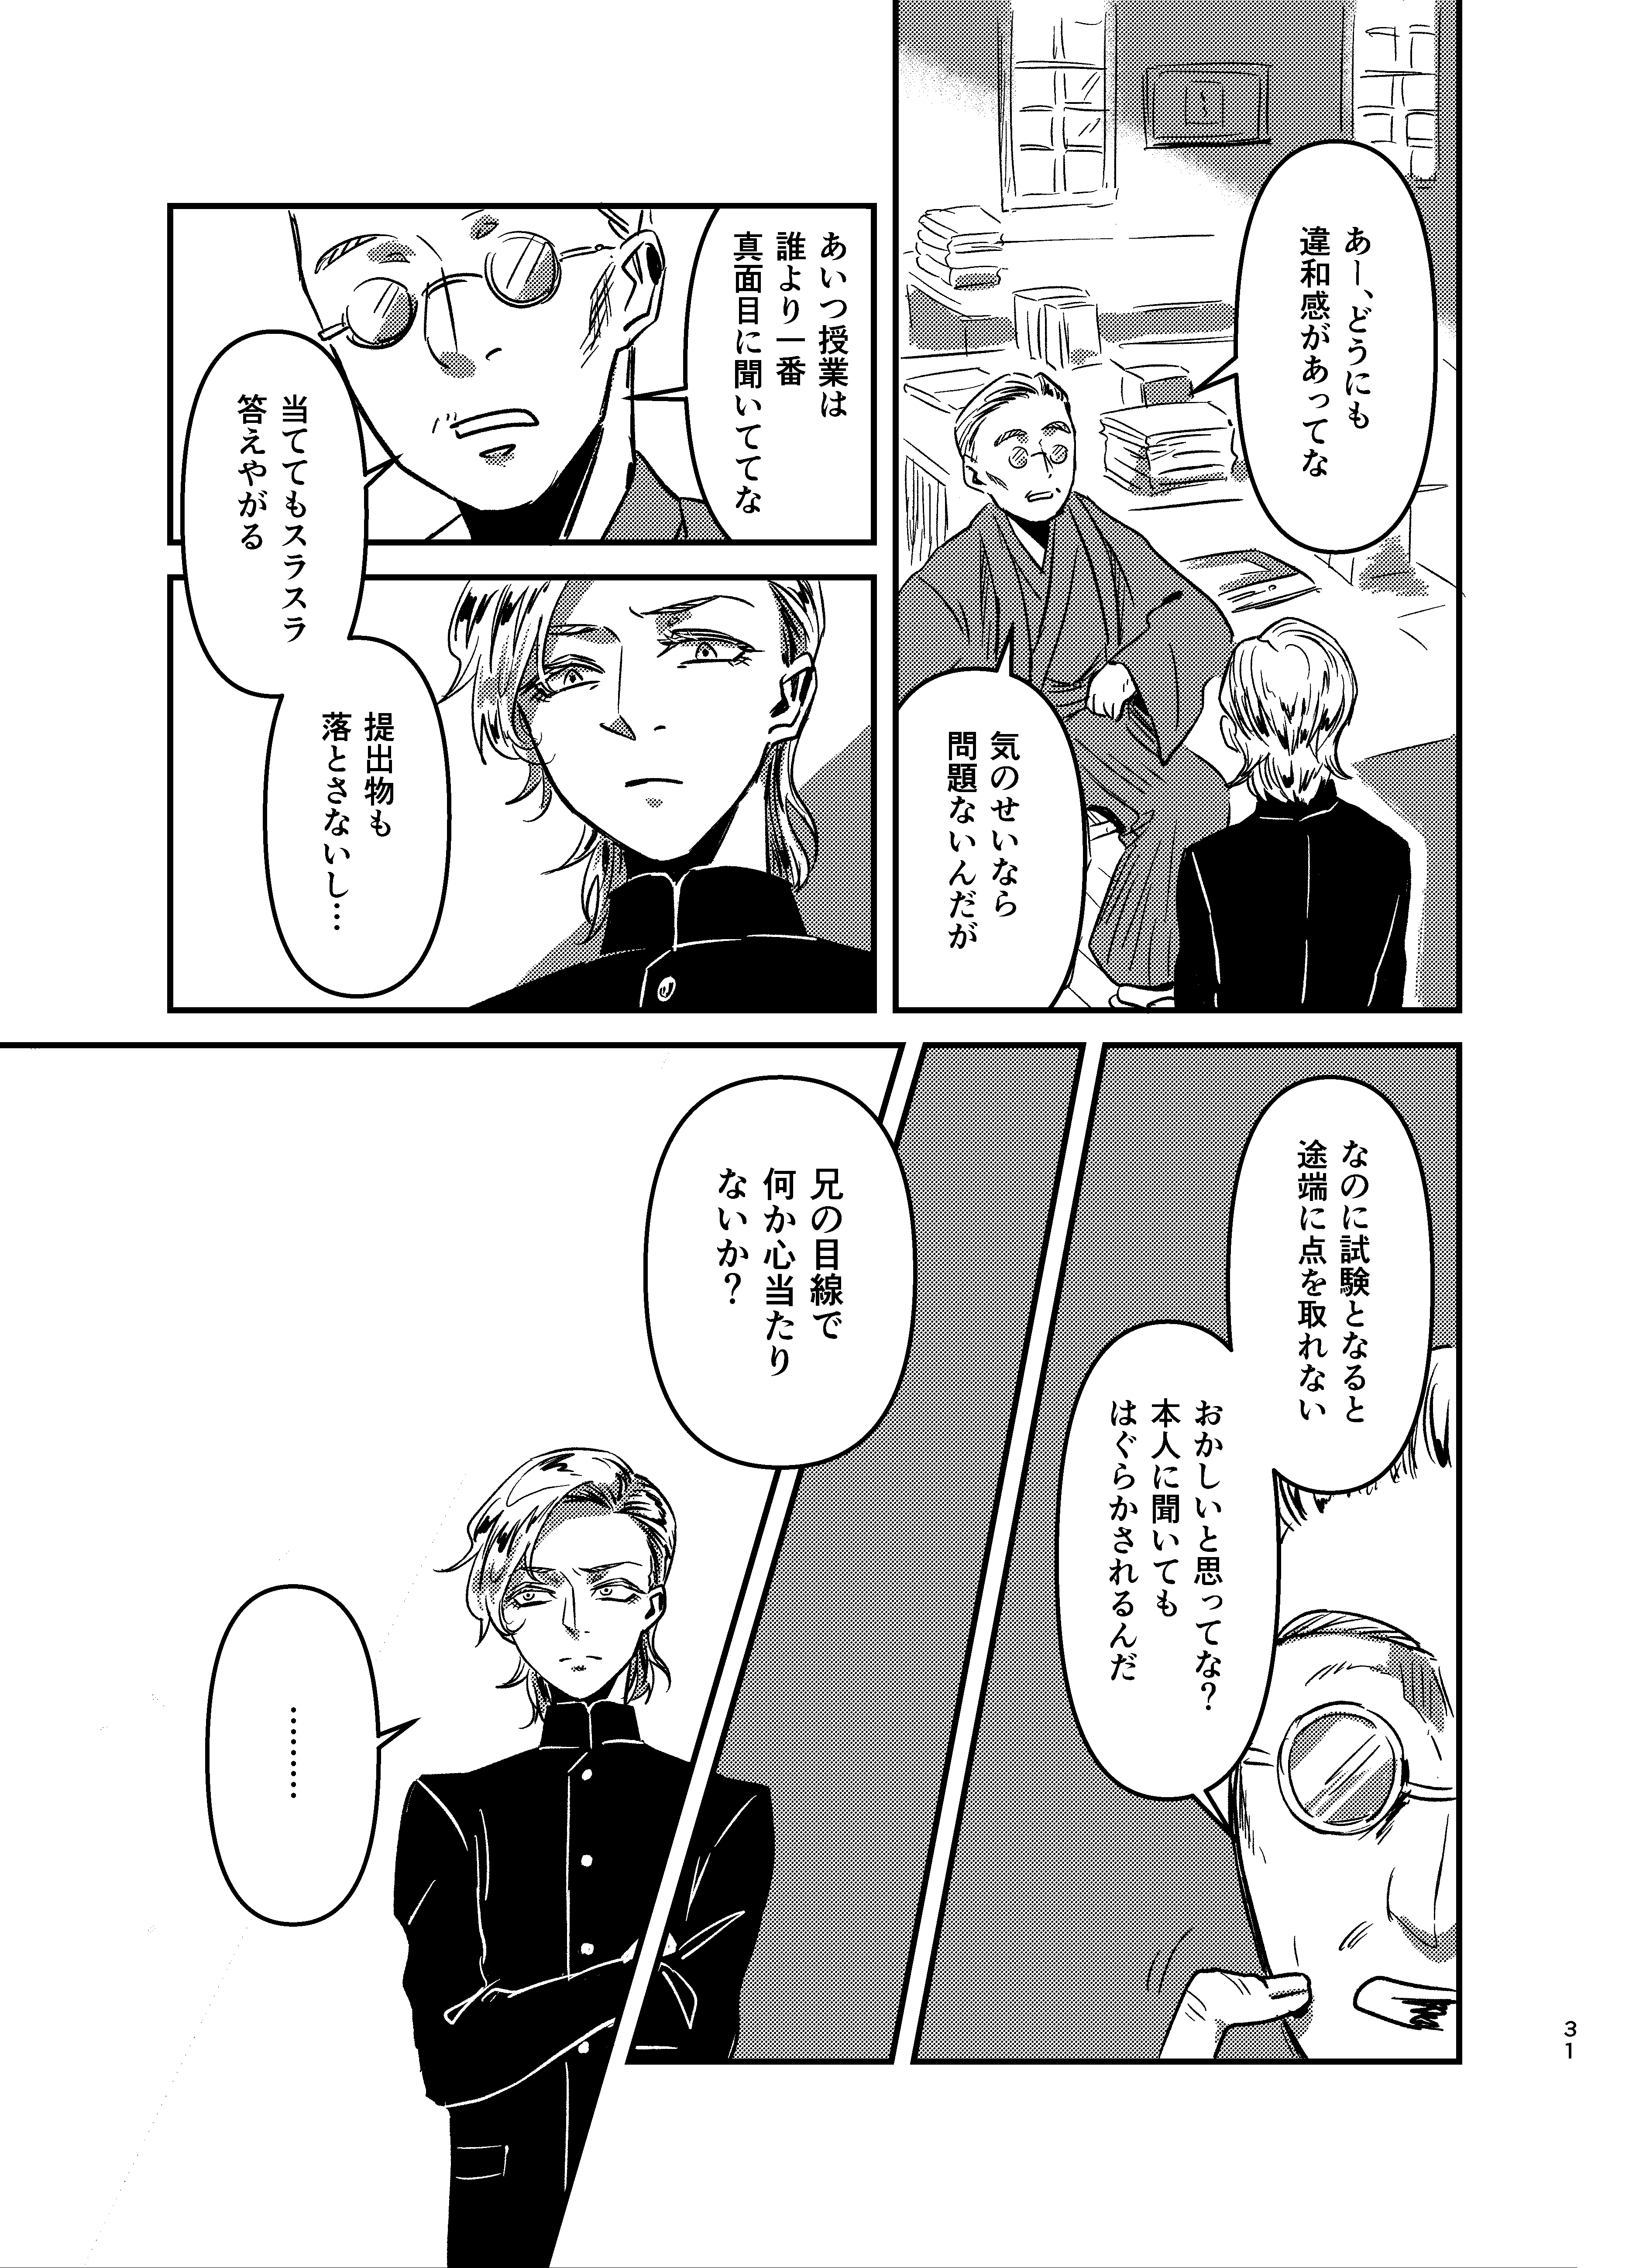 あー、どうにも
違和感があってな
気のせいなら
問題ないんだが
あいつ授業は
誰より一番
真面目に聞いててな
当ててもスラスラ
答えやがる
提出物も
落とさないし…
なのに試験となると
途端に点を取れない
おかしいと思ってな?
本人に聞いても
はぐらかされるんだ
兄の目線で
何か心当たり
ないか?
………
31